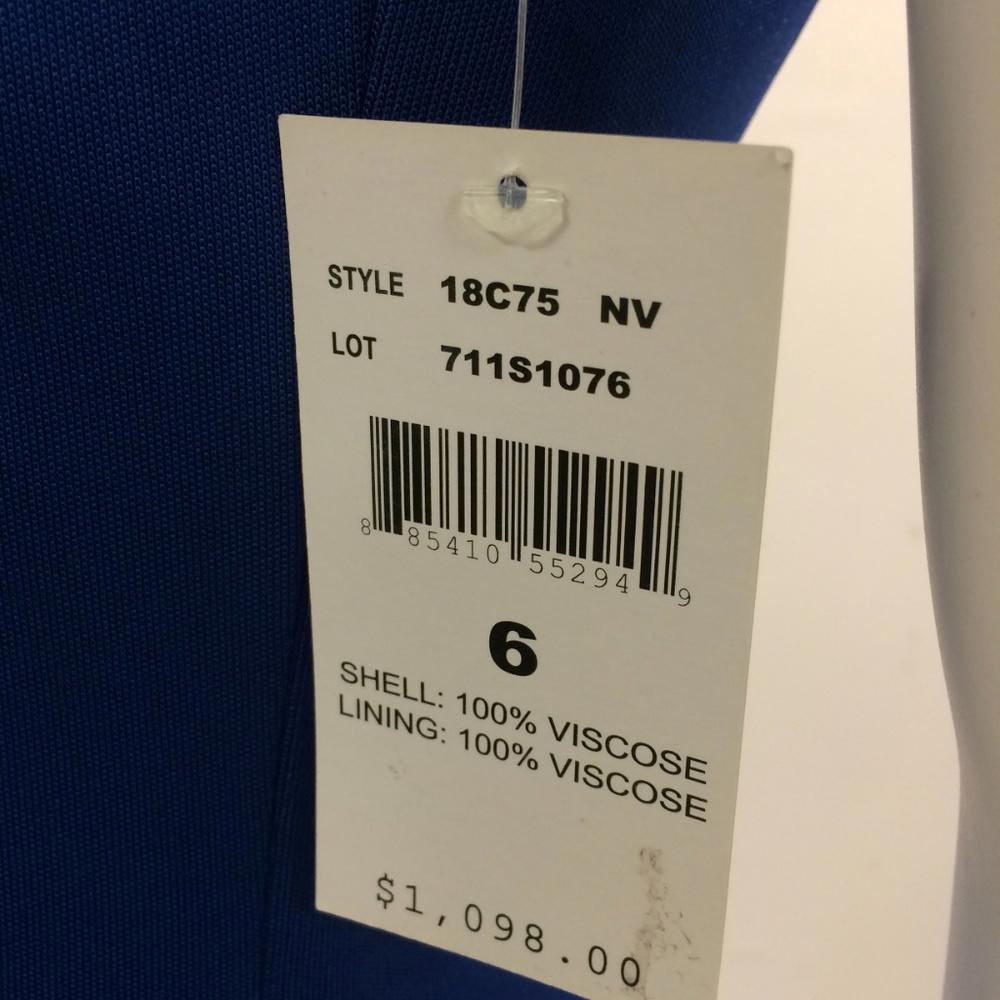 STYLE 18C75 NV
LOT 711S1076
8 85410 55294 9
6
SHELL: 100% VISCOSE
LINING: 100% VISCOSE
$1,098.00